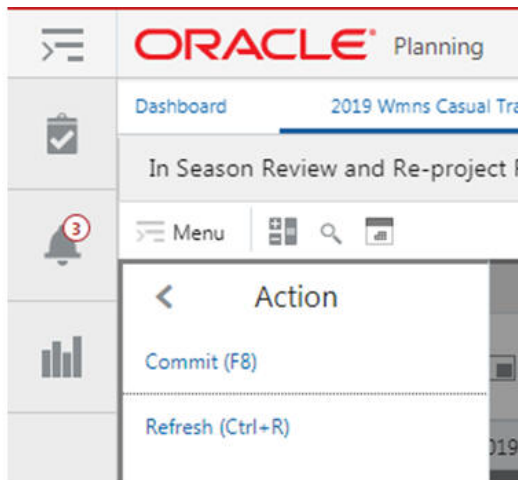 ORACLE® Planning
Dashboard 2019 Wmns Casual
In Season Review and Re-project
3
Menu
Action
Commit (F8)
Refresh (Ctrl+R)